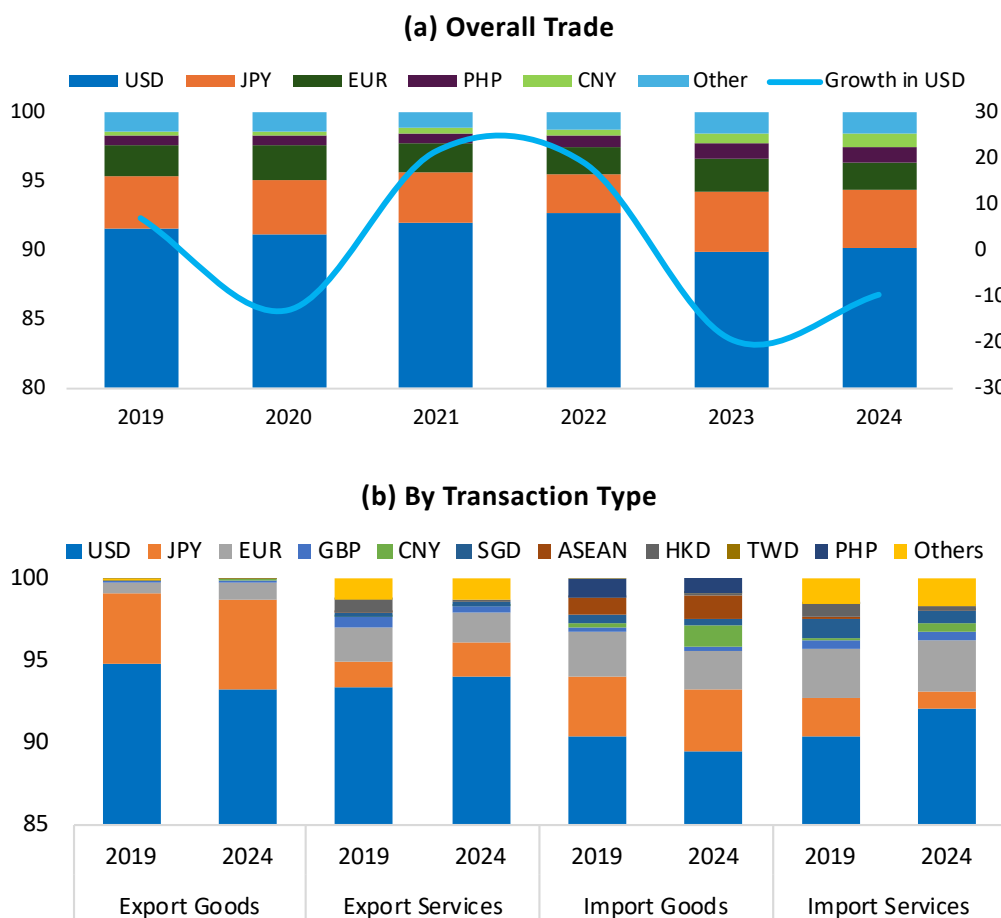 (a) Overall Trade
USD JPY EUR PHP CNY Other Growth in USD
100 30
20
95
10
90 0
-10
85
-20
80 -30
2019 2020 2021 2022 2023 2024
(b) By Transaction Type
USD JPY EUR GBP CNY SGD ASEAN HKD TWD PHP Others
100
95
90
85
2019 2024 2019 2024 2019 2024 2019 2024
Export Goods Export Services Import Goods Import Services